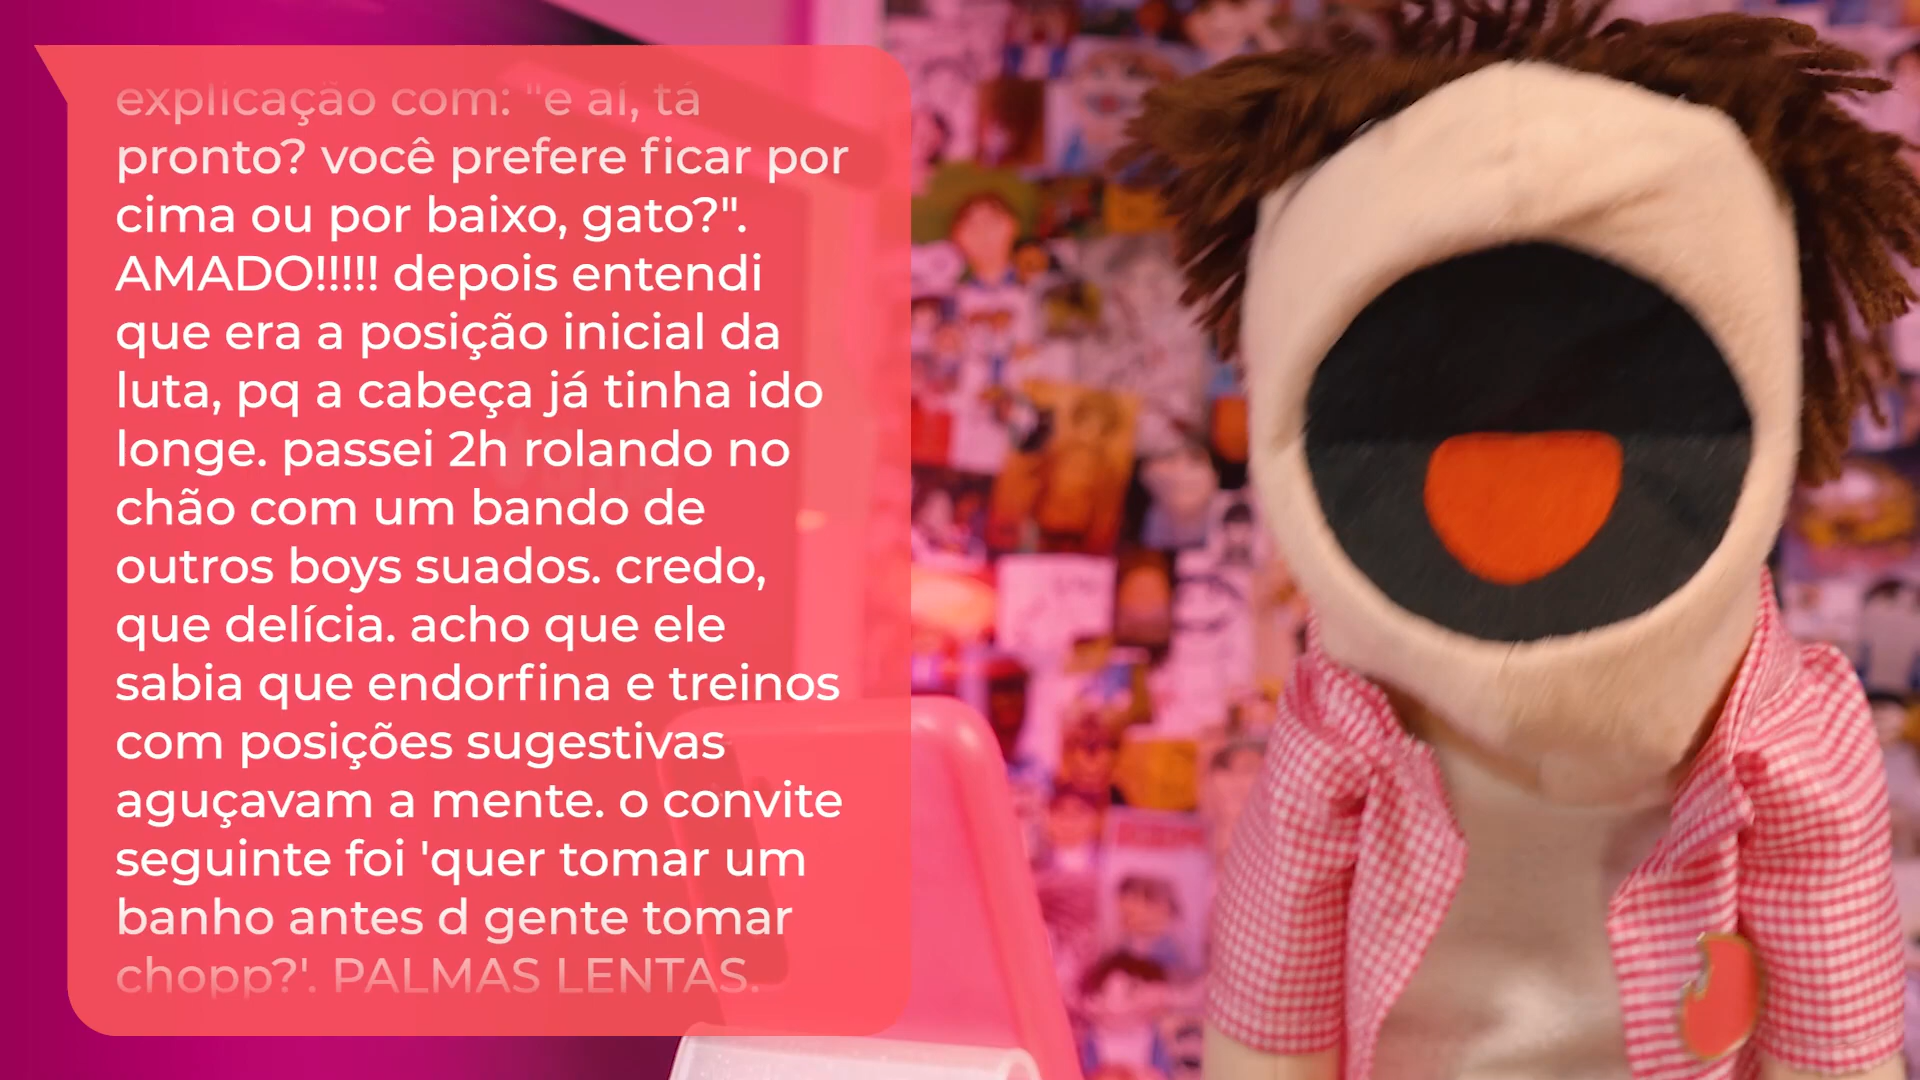 explicação com: "e aí, tá
pronto? você prefere ficar por
cima ou por baixo, gato?".
AMADO!!!!! depois entendi
que era a posição inicial da
luta, pq a cabeça já tinha ido
longe. passei 2h rolando no
chão com um bando de
outros boys suados. credo,
que delícia. acho que ele
sabia que endorfina e treinos
com posições sugestivas
aguçavam a mente. o convite
seguinte foi 'quer tomar um
banho antes d gente tomar
chopp?'. PALMAS LENTAS.